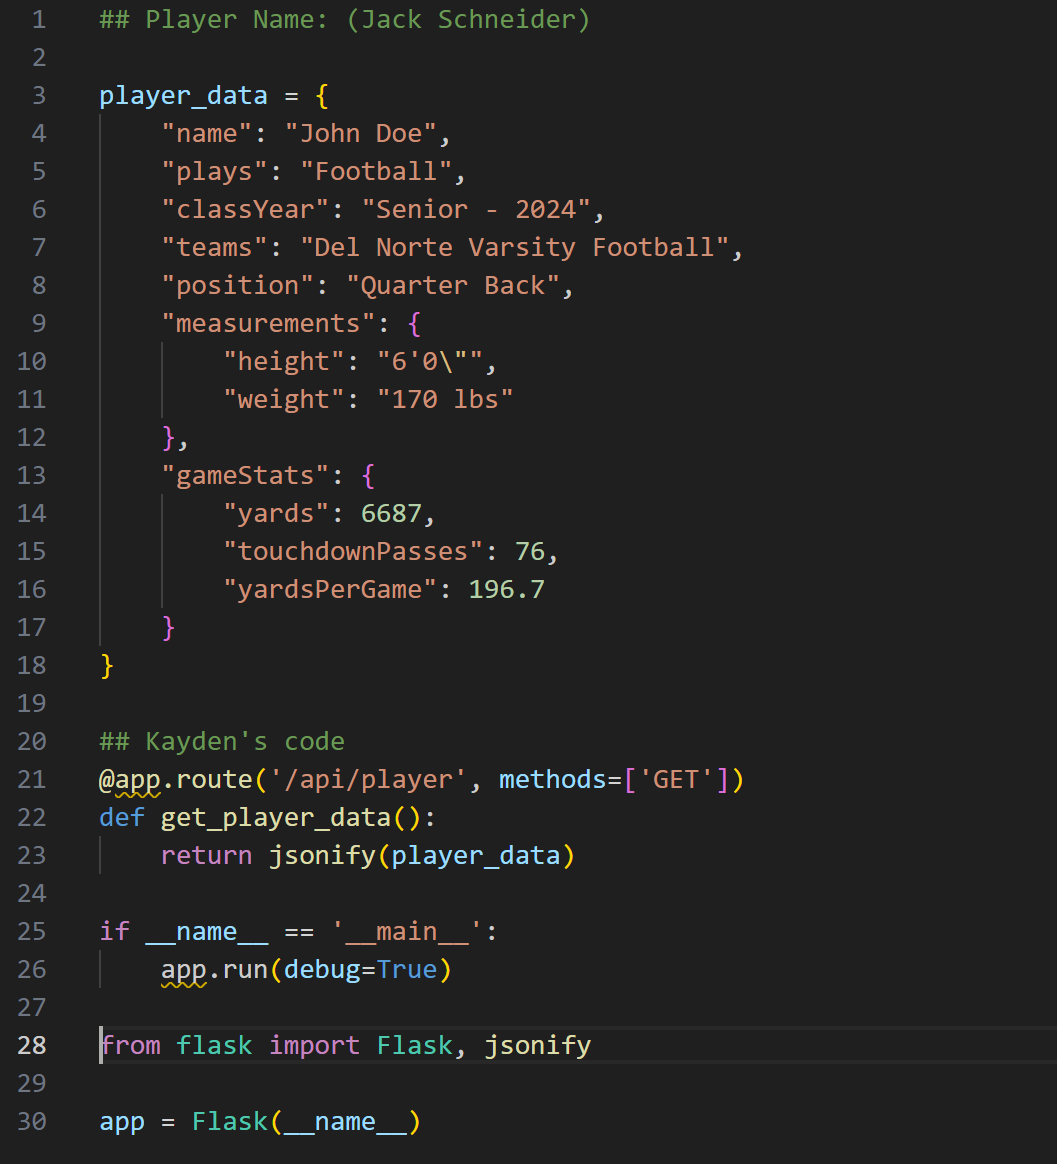 1 ## Player Name: (Jack Schneider)
2
3 player_data = {
4     "name": "John Doe",
5     "plays": "Football",
6     "classYear": "Senior - 2024",
7     "teams": "Del Norte Varsity Football",
8     "position": "Quarter Back",
9     "measurements": {
10         "height": "6'0\"",
11         "weight": "170 lbs"
12     },
13     "gameStats": {
14         "yards": 6687,
15         "touchdownPasses": 76,
16         "yardsPerGame": 196.7
17     }
18 }
19
20 ## Kayden's code
21 @app.route('/api/player', methods=['GET'])
22 def get_player_data():
23     return jsonify(player_data)
24
25 if __name__ == '__main__':
26     app.run(debug=True)
27
28 from flask import Flask, jsonify
29
30 app = Flask(__name__)